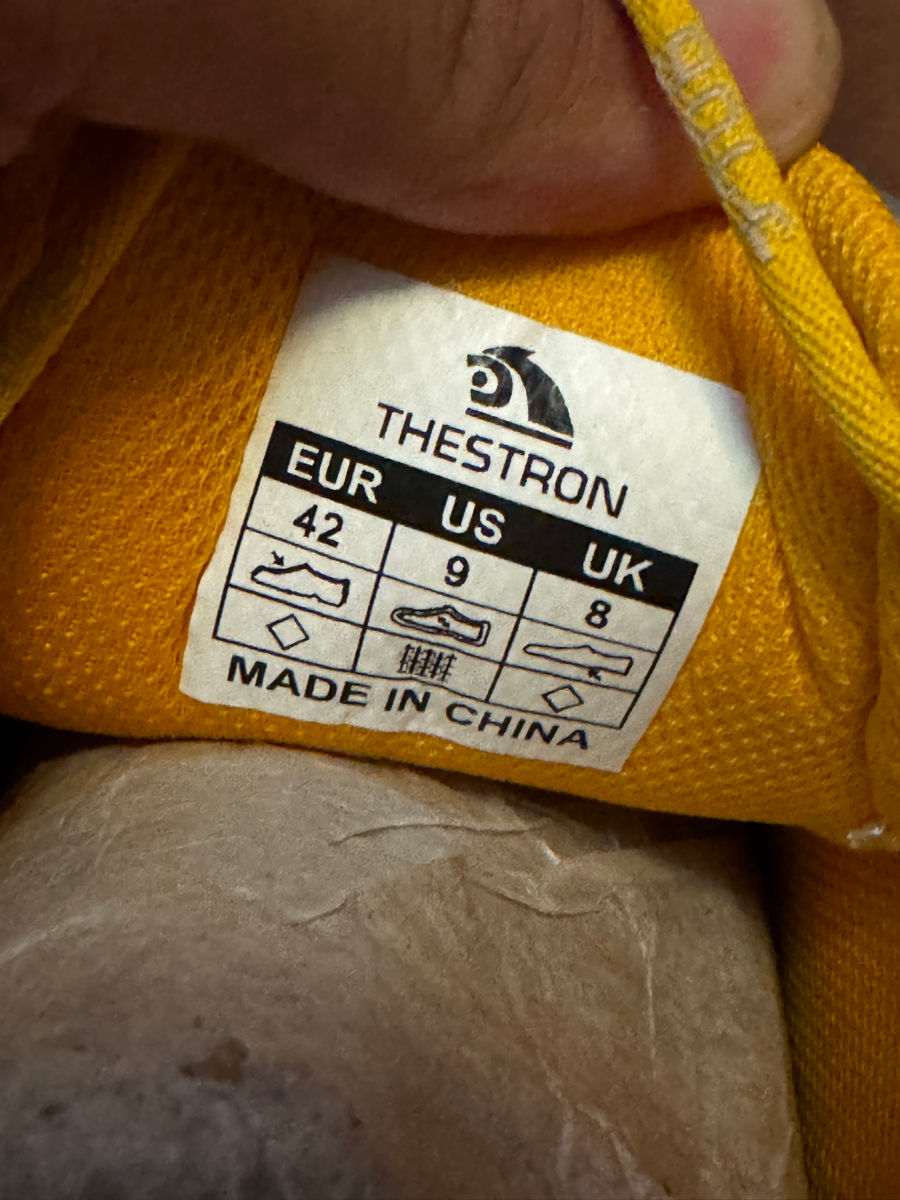 THESTRON
EUR US UK
42 9 8
MADE IN CHINA